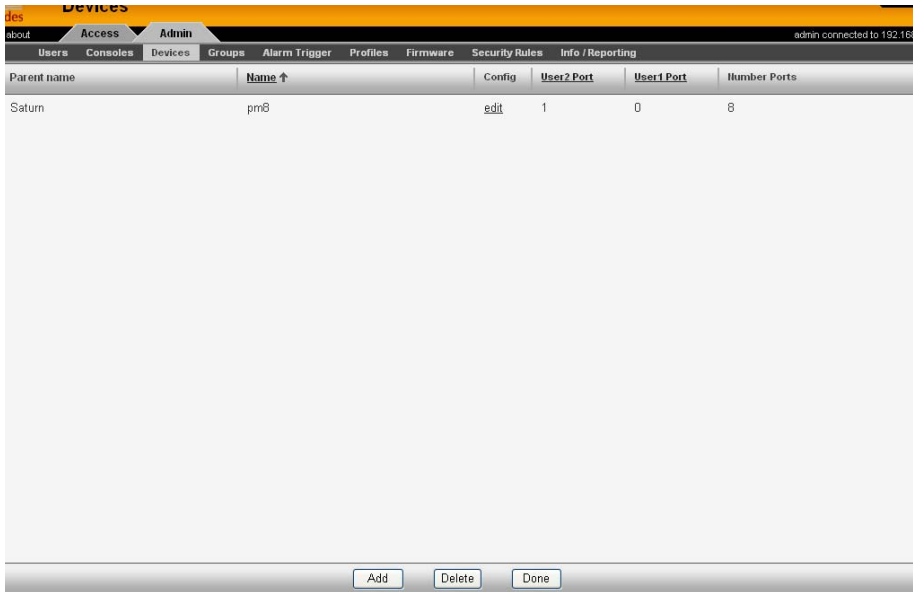 Devices
des
about Access Admin admin connected to 192.168
Users Consoles Devices Groups Alarm Trigger Profiles Firmware Security Rules Info / Reporting
Parent name Name ↑ Config User2 Port User1 Port Number Ports
Saturn pm8 edit 1 0 8
Add Delete Done